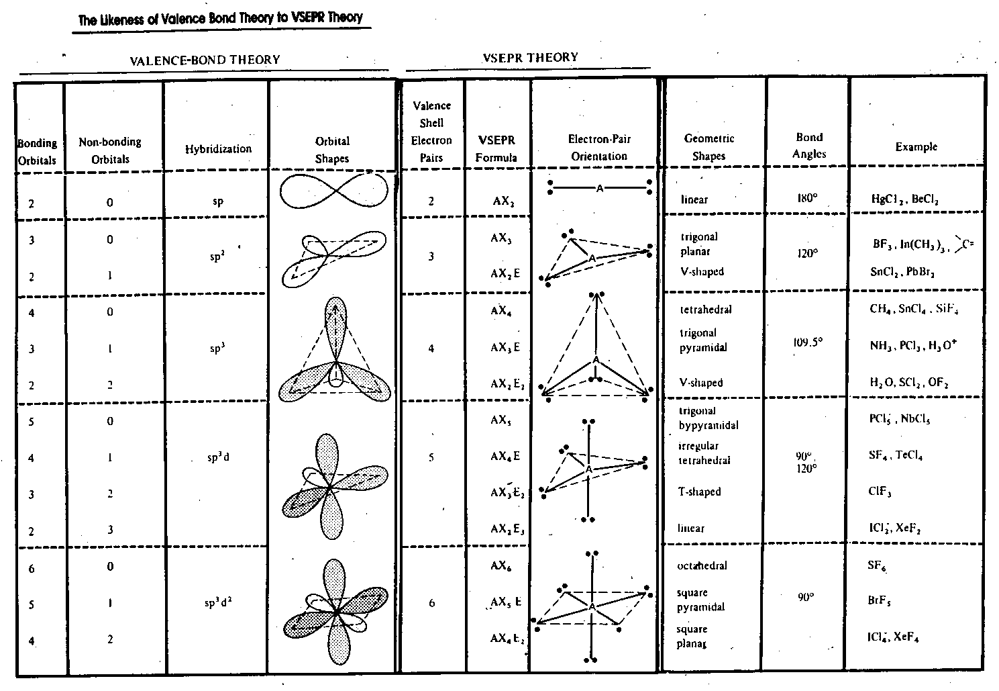 The Likeness of Valence Bond Theory to VSEPR Theory
VALENCE-BOND THEORY
VSEPR THEORY
Bonding Orbitals | Non-bonding Orbitals | Hybridization | Orbital Shapes | Valence Shell Electron Pairs | VSEPR Formula | Electron-Pair Orientation | Geometric Shapes | Bond Angles | Example
2 0 sp 2 AX₂ A linear 180° HgCl₂, BeCl₂
3 0 AX₃ trigonal planar BF₃, In(CH₃)₃, >C=
sp² 3 A 120°
2 1 AX₂E V-shaped SnCl₂, PbBr₂
4 0 AX₄ tetrahedral CH₄, SnCl₄, SiF₄
3 1 sp³ 4 AX₃E A trigonal pyramidal 109.5° NH₃, PCl₃, H₃O⁺
2 2 AX₂E₂ V-shaped H₂O, SCl₂, OF₂
5 0 AX₅ trigonal bypyramidal PCl₅, NbCl₅
4 1 sp³d 5 AX₄E A irregular tetrahedral 90°, 120° SF₄, TeCl₄
3 2 AX₃E₂ T-shaped ClF₃
2 3 AX₂E₃ linear ICl₂⁻, XeF₂
6 0 AX₆ octahedral SF₆
5 1 sp³d² 6 AX₅E A square pyramidal 90° BrF₅
4 2 AX₄E₂ square planar ICl₄⁻, XeF₄